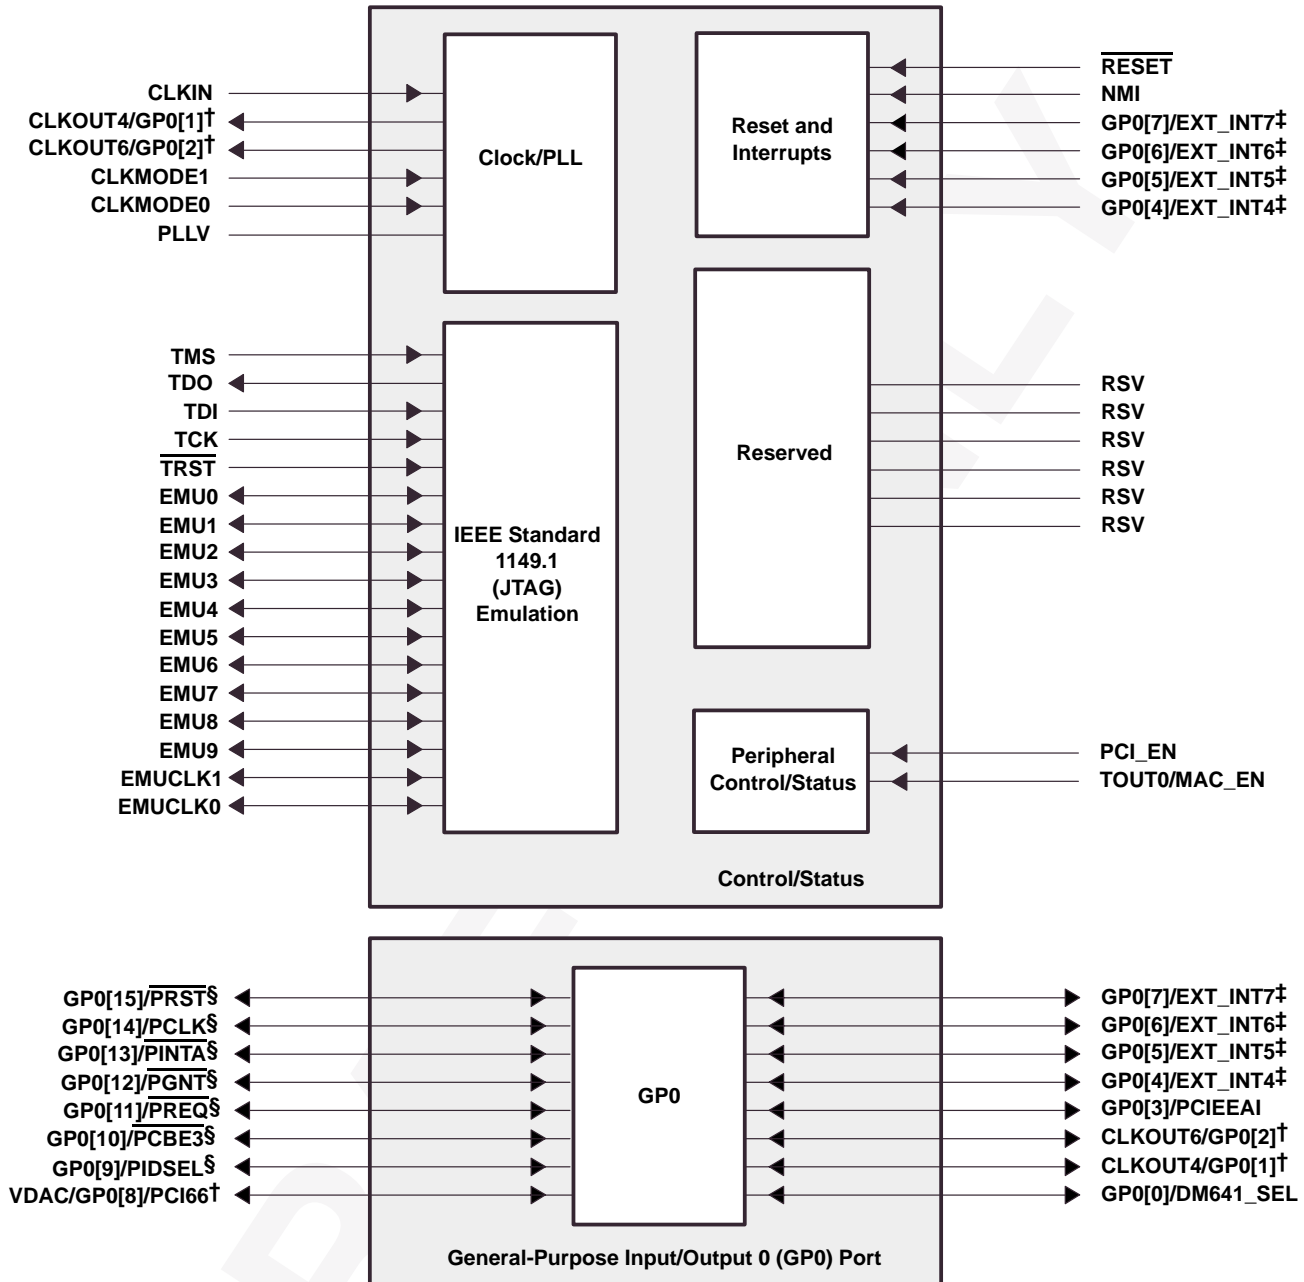 CLKIN
CLKOUT4/GP0[1]†
CLKOUT6/GP0[2]†
CLKMODE1
CLKMODE0
PLLV
Clock/PLL
Reset and
Interrupts
RESET
NMI
GP0[7]/EXT_INT7‡
GP0[6]/EXT_INT6‡
GP0[5]/EXT_INT5‡
GP0[4]/EXT_INT4‡
TMS
TDO
TDI
TCK
TRST
EMU0
EMU1
EMU2
EMU3
EMU4
EMU5
EMU6
EMU7
EMU8
EMU9
EMUCLK1
EMUCLK0
IEEE Standard
1149.1
(JTAG)
Emulation
Reserved
RSV
RSV
RSV
RSV
RSV
RSV
Peripheral
Control/Status
PCI_EN
TOUT0/MAC_EN
Control/Status
GP0[15]/PRST§
GP0[14]/PCLK§
GP0[13]/PINTA§
GP0[12]/PGNT§
GP0[11]/PREQ§
GP0[10]/PCBE3§
GP0[9]/PIDSEL§
VDAC/GP0[8]/PCI66†
GP0
GP0[7]/EXT_INT7‡
GP0[6]/EXT_INT6‡
GP0[5]/EXT_INT5‡
GP0[4]/EXT_INT4‡
GP0[3]/PCIEEAI
CLKOUT6/GP0[2]†
CLKOUT4/GP0[1]†
GP0[0]/DM641_SEL
General-Purpose Input/Output 0 (GP0) Port